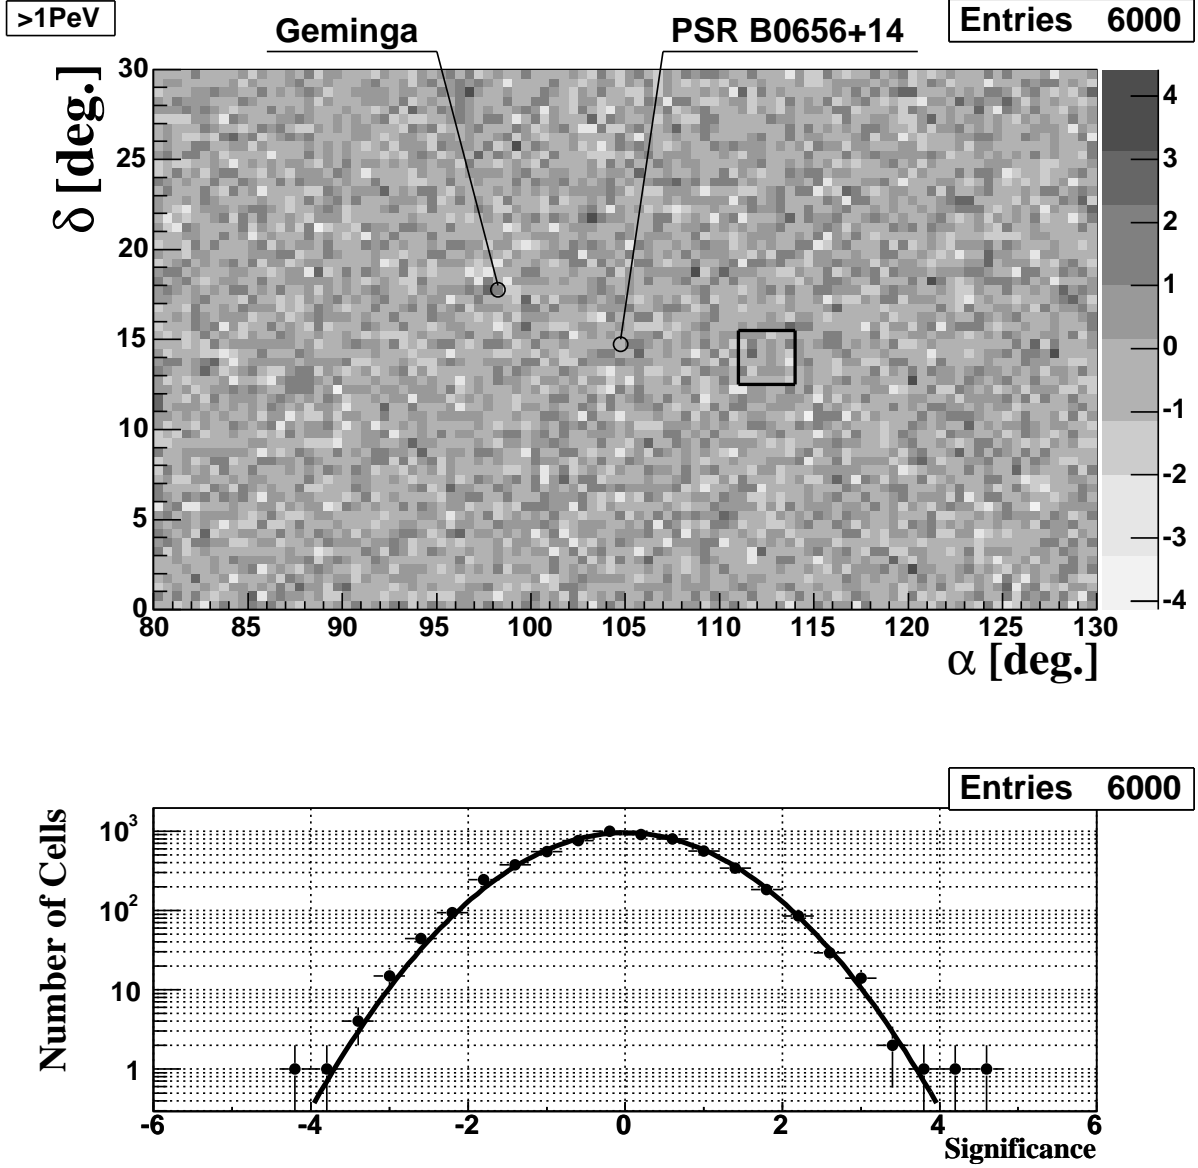 >1PeV
Geminga
PSR B0656+14
Entries 6000
δ [deg.]
30
25
20
15
10
5
0
80 85 90 95 100 105 110 115 120 125 130
α [deg.]
4
3
2
1
0
-1
-2
-3
-4
Entries 6000
Number of Cells
10³
10²
10
1
-6 -4 -2 0 2 4 6
Significance